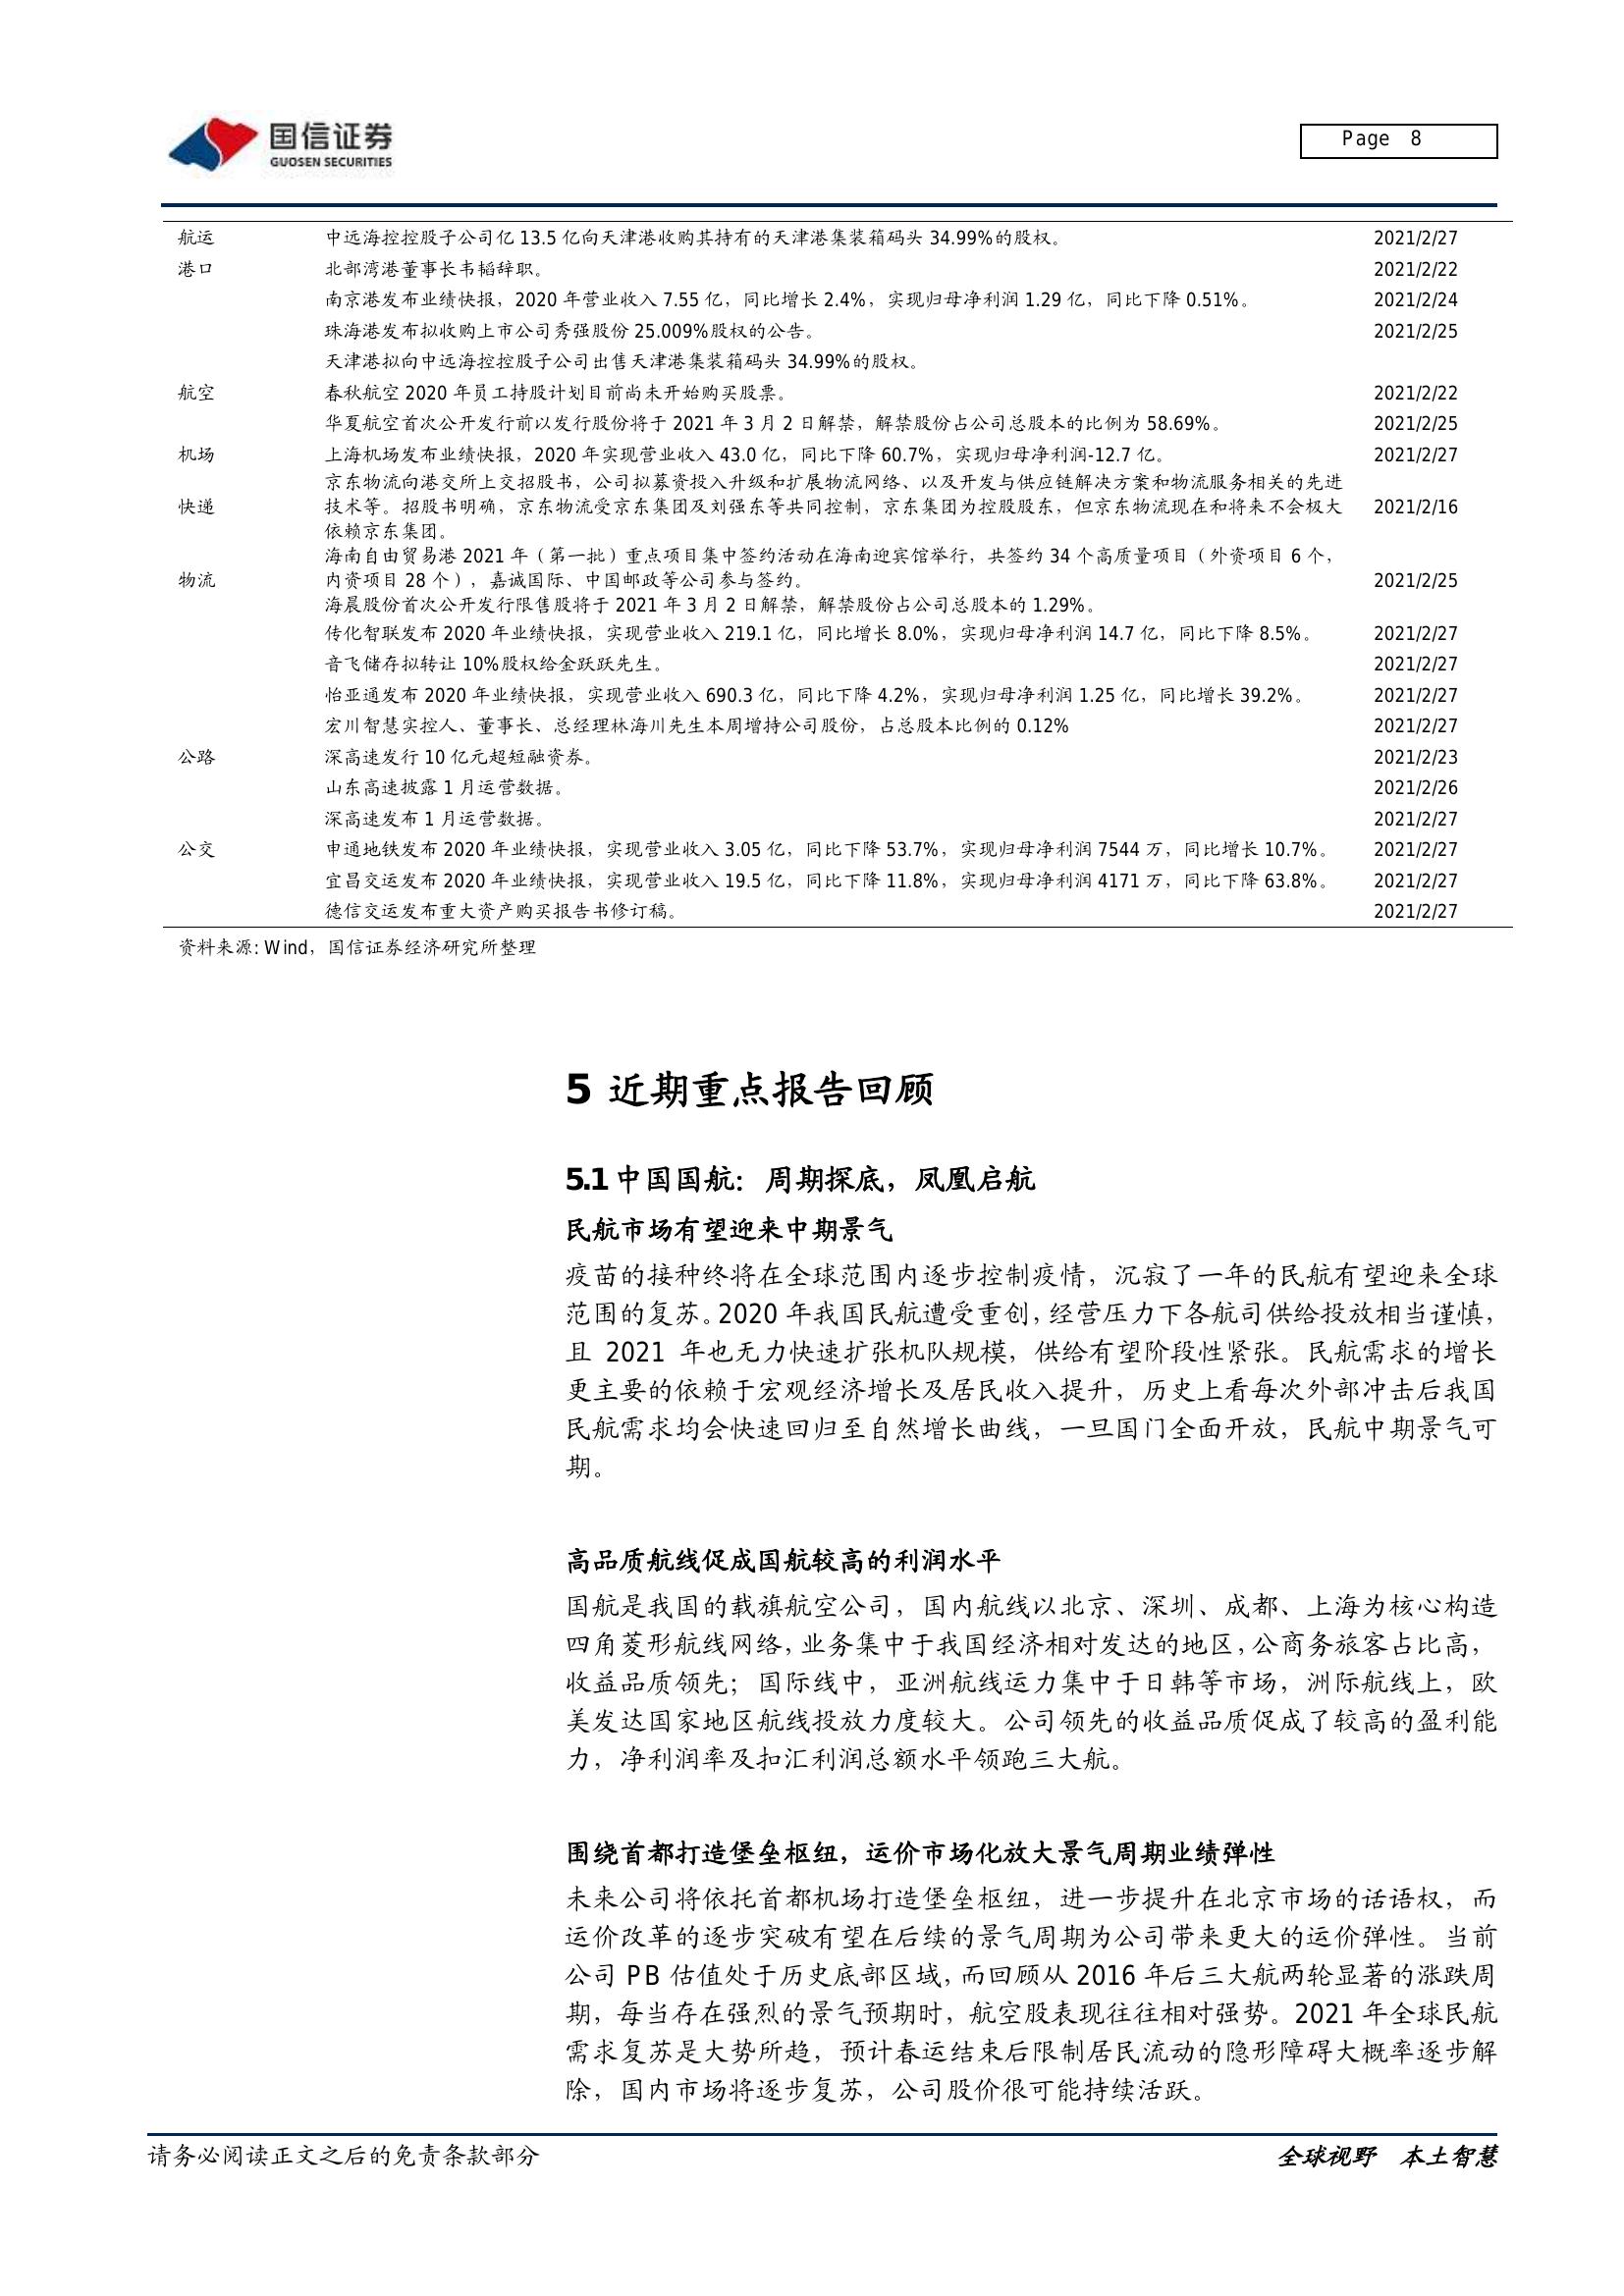 国信证券
GUOSEN SECURITIES
Page 8
航运 中远海控控股子公司亿 13.5 亿向天津港收购其持有的天津港集装箱码头 34.99%的股权。 2021/2/27
港口 北部湾港董事长韦韬辞职。 2021/2/22
南京港发布业绩快报，2020 年营业收入 7.55 亿，同比增长 2.4%，实现归母净利润 1.29 亿，同比下降 0.51%。 2021/2/24
珠海港发布拟收购上市公司秀强股份 25.009%股权的公告。 2021/2/25
天津港拟向中远海控控股子公司出售天津港集装箱码头 34.99%的股权。
航空 春秋航空 2020 年员工持股计划目前尚未开始购买股票。 2021/2/22
华夏航空首次公开发行前以发行股份将于 2021 年 3 月 2 日解禁，解禁股份占公司总股本的比例为 58.69%。 2021/2/25
机场 上海机场发布业绩快报，2020 年实现营业收入 43.0 亿，同比下降 60.7%，实现归母净利润-12.7 亿。 2021/2/27
京东物流向港交所上交招股书，公司拟募资投入升级和扩展物流网络、以及开发与供应链解决方案和物流服务相关的先进
快递 技术等。招股书明确，京东物流受京东集团及刘强东等共同控制，京东集团为控股股东，但京东物流现在和将来不会极大 2021/2/16
依赖京东集团。
海南自由贸易港 2021 年（第一批）重点项目集中签约活动在海南迎宾馆举行，共签约 34 个高质量项目（外资项目 6 个，
物流 内资项目 28 个），嘉诚国际、中国邮政等公司参与签约。 2021/2/25
海晨股份首次公开发行限售股将于 2021 年 3 月 2 日解禁，解禁股份占公司总股本的 1.29%。
传化智联发布 2020 年业绩快报，实现营业收入 219.1 亿，同比增长 8.0%，实现归母净利润 14.7 亿，同比下降 8.5%。 2021/2/27
音飞储存拟转让 10%股权给金跃跃先生。 2021/2/27
怡亚通发布 2020 年业绩快报，实现营业收入 690.3 亿，同比下降 4.2%，实现归母净利润 1.25 亿，同比增长 39.2%。 2021/2/27
宏川智慧实控人、董事长、总经理林海川先生本周增持公司股份，占总股本比例的 0.12% 2021/2/27
公路 深高速发行 10 亿元超短融资券。 2021/2/23
山东高速披露 1 月运营数据。 2021/2/26
深高速发布 1 月运营数据。 2021/2/27
公交 申通地铁发布 2020 年业绩快报，实现营业收入 3.05 亿，同比下降 53.7%，实现归母净利润 7544 万，同比增长 10.7%。 2021/2/27
宜昌交运发布 2020 年业绩快报，实现营业收入 19.5 亿，同比下降 11.8%，实现归母净利润 4171 万，同比下降 63.8%。 2021/2/27
德信交运发布重大资产购买报告书修订稿。 2021/2/27
资料来源: Wind，国信证券经济研究所整理
5 近期重点报告回顾
5.1 中国国航：周期探底，凤凰启航
民航市场有望迎来中期景气
疫苗的接种终将在全球范围内逐步控制疫情，沉寂了一年的民航有望迎来全球
范围的复苏。2020 年我国民航遭受重创，经营压力下各航司供给投放相当谨慎，
且 2021 年也无力快速扩张机队规模，供给有望阶段性紧张。民航需求的增长
更主要的依赖于宏观经济增长及居民收入提升，历史上看每次外部冲击后我国
民航需求均会快速回归至自然增长曲线，一旦国门全面开放，民航中期景气可
期。
高品质航线促成国航较高的利润水平
国航是我国的载旗航空公司，国内航线以北京、深圳、成都、上海为核心构造
四角菱形航线网络，业务集中于我国经济相对发达的地区，公商务旅客占比高，
收益品质领先；国际线中，亚洲航线运力集中于日韩等市场，洲际航线上，欧
美发达国家地区航线投放力度较大。公司领先的收益品质促成了较高的盈利能
力，净利润率及扣汇利润总额水平领跑三大航。
围绕首都打造堡垒枢纽，运价市场化放大景气周期业绩弹性
未来公司将依托首都机场打造堡垒枢纽，进一步提升在北京市场的话语权，而
运价改革的逐步突破有望在后续的景气周期为公司带来更大的运价弹性。当前
公司 PB 估值处于历史底部区域，而回顾从 2016 年后三大航两轮显著的涨跌周
期，每当存在强烈的景气预期时，航空股表现往往相对强势。2021 年全球民航
需求复苏是大势所趋，预计春运结束后限制居民流动的隐形障碍大概率逐步解
除，国内市场将逐步复苏，公司股价很可能持续活跃。
请务必阅读正文之后的免责条款部分 全球视野 本土智慧